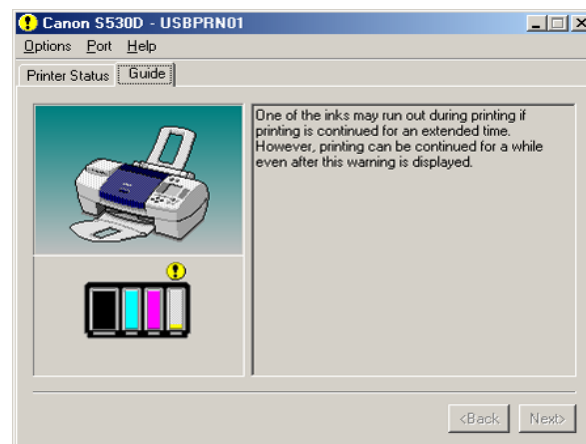 Canon S530D - USBPRN01
Options Port Help
Printer Status Guide
One of the inks may run out during printing if
printing is continued for an extended time.
However, printing can be continued for a while
even after this warning is displayed.
<Back Next>